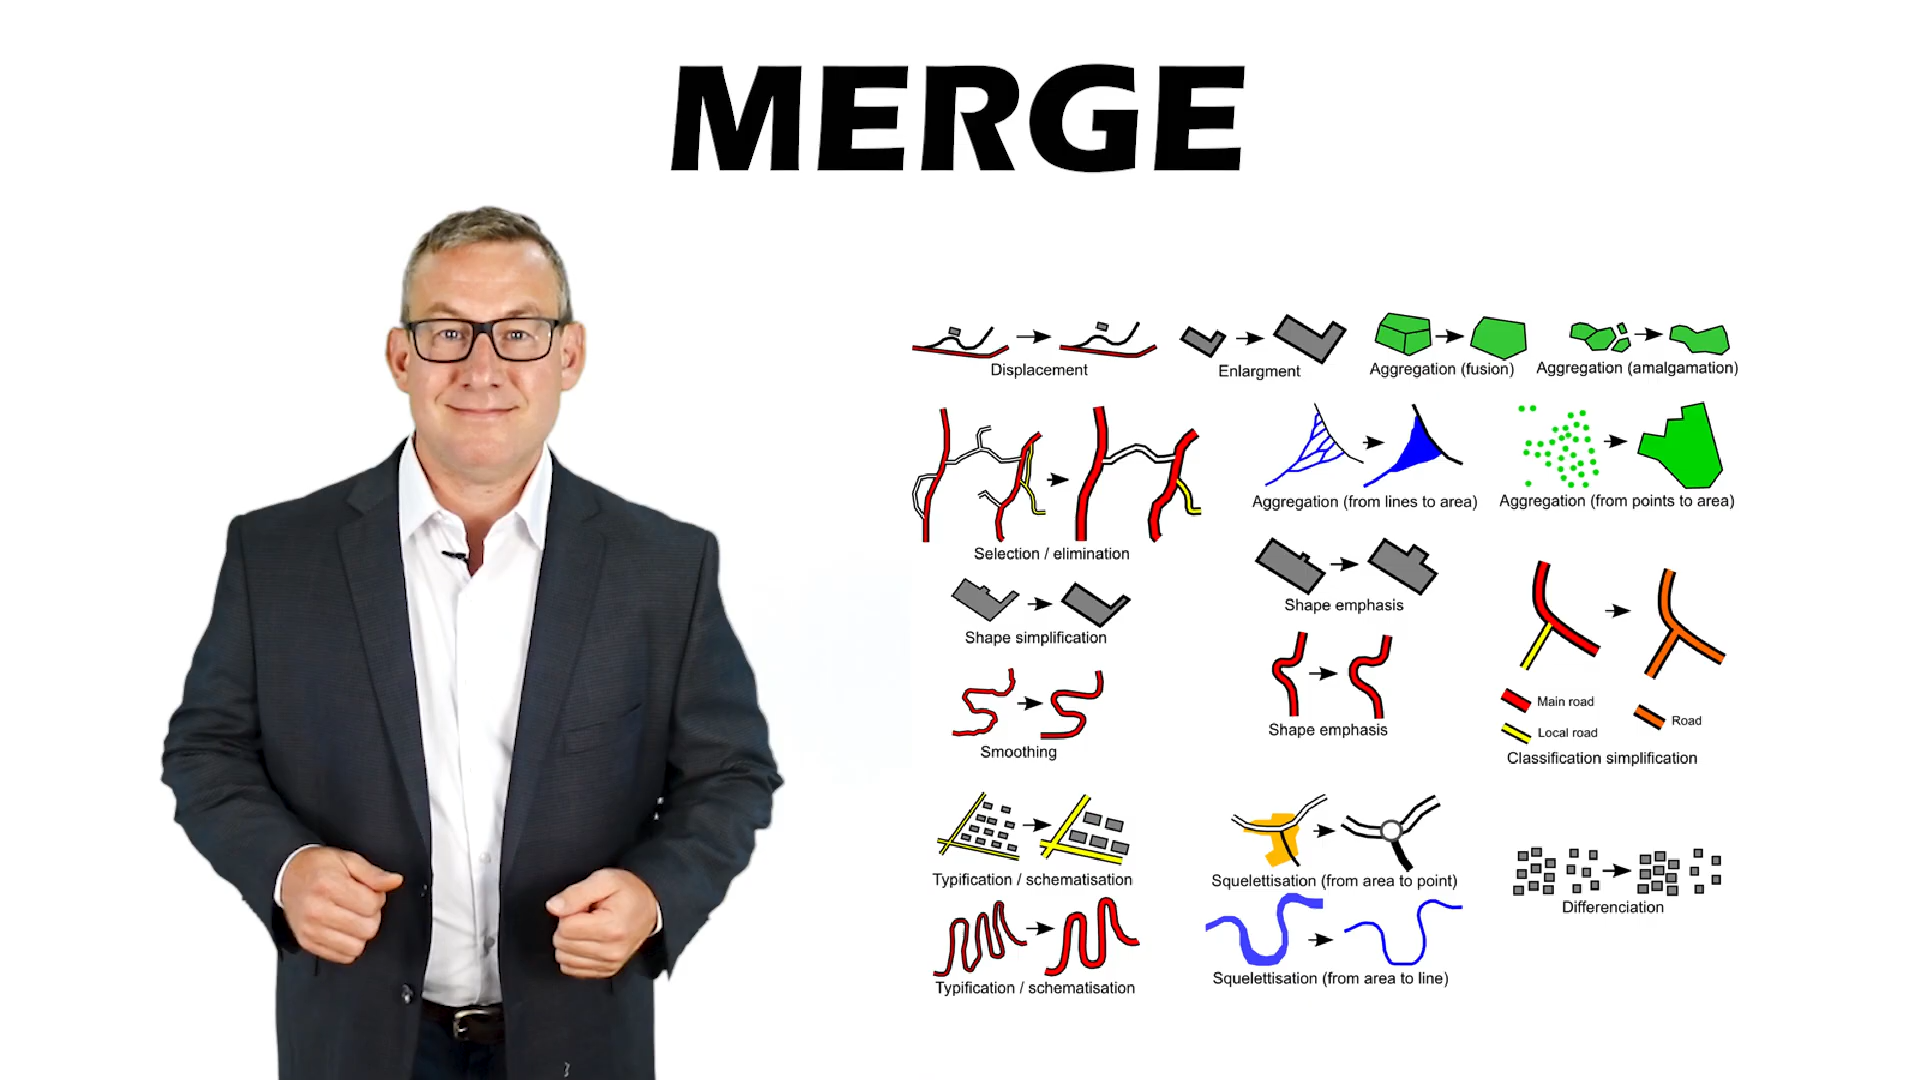 MERGE
Displacement
Enlargment
Aggregation (fusion)
Aggregation (amalgamation)
Selection / elimination
Aggregation (from lines to area)
Aggregation (from points to area)
Shape emphasis
Shape simplification
Shape emphasis
Smoothing
Main road
Local road
Road
Classification simplification
Typification / schematisation
Squelettisation (from area to point)
Differenciation
Typification / schematisation
Squelettisation (from area to line)